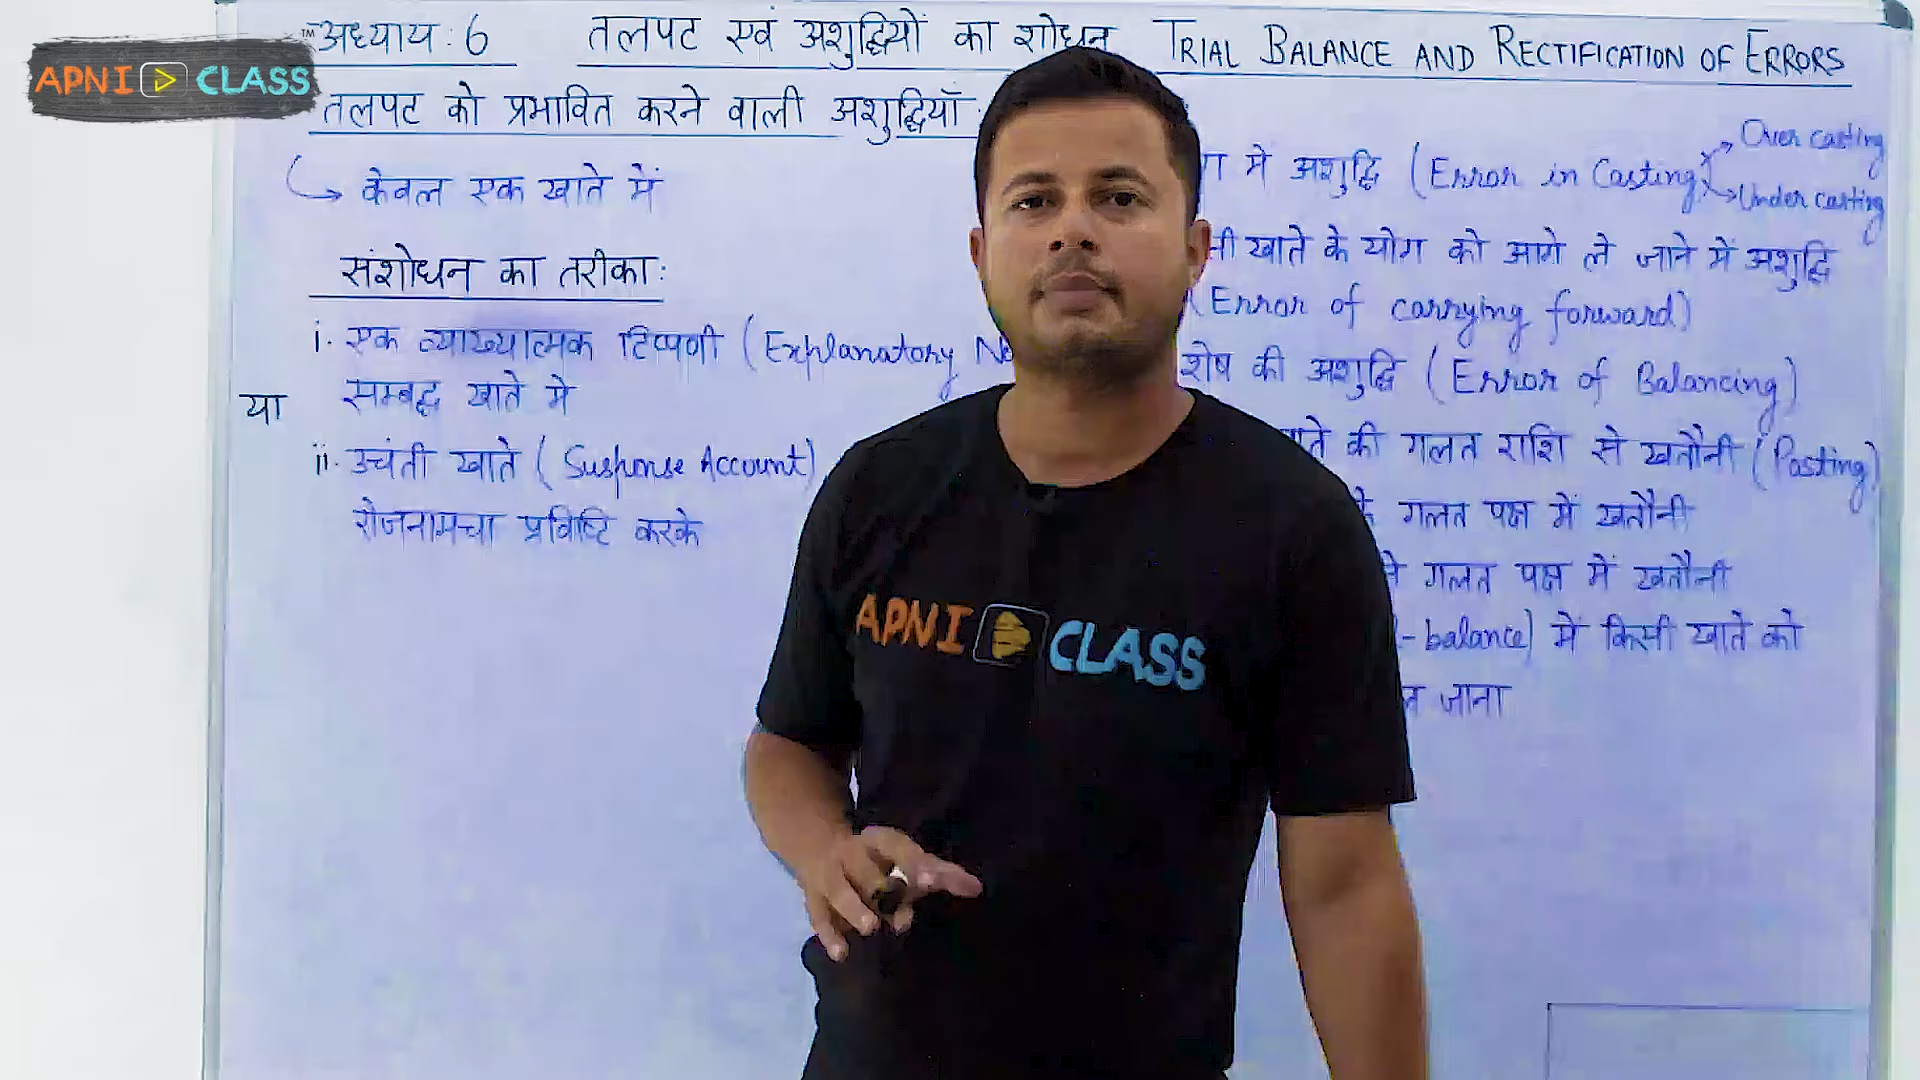 ™
APNI CLASS
अध्याय : 6 तलपट एवं अशुद्धियों का शोधन TRIAL BALANCE AND RECTIFICATION OF ERRORS
तलपट को प्रभावित करने वाली अशुद्धियाँ :
केवल एक खाते में
संशोधन का तरीका :
i. एक व्याख्यात्मक टिप्पणी (Explanatory
सम्बद्ध खाते में
या
ii. उचंती खाते (Suspense Account)
रोजनामचा प्रविष्टि करके
में अशुद्धि (Error in Casting)
Over casting
Under casting
खाते के योग को आगे ले जाने में अशुद्धि
(Error of carrying forward)
की अशुद्धि (Error of Balancing)
की गलत राशि से खतौनी (Posting)
गलत पक्ष में खतौनी
गलत पक्ष में खतौनी
-balance) में किसी खाते को
जाना
APNI CLASS